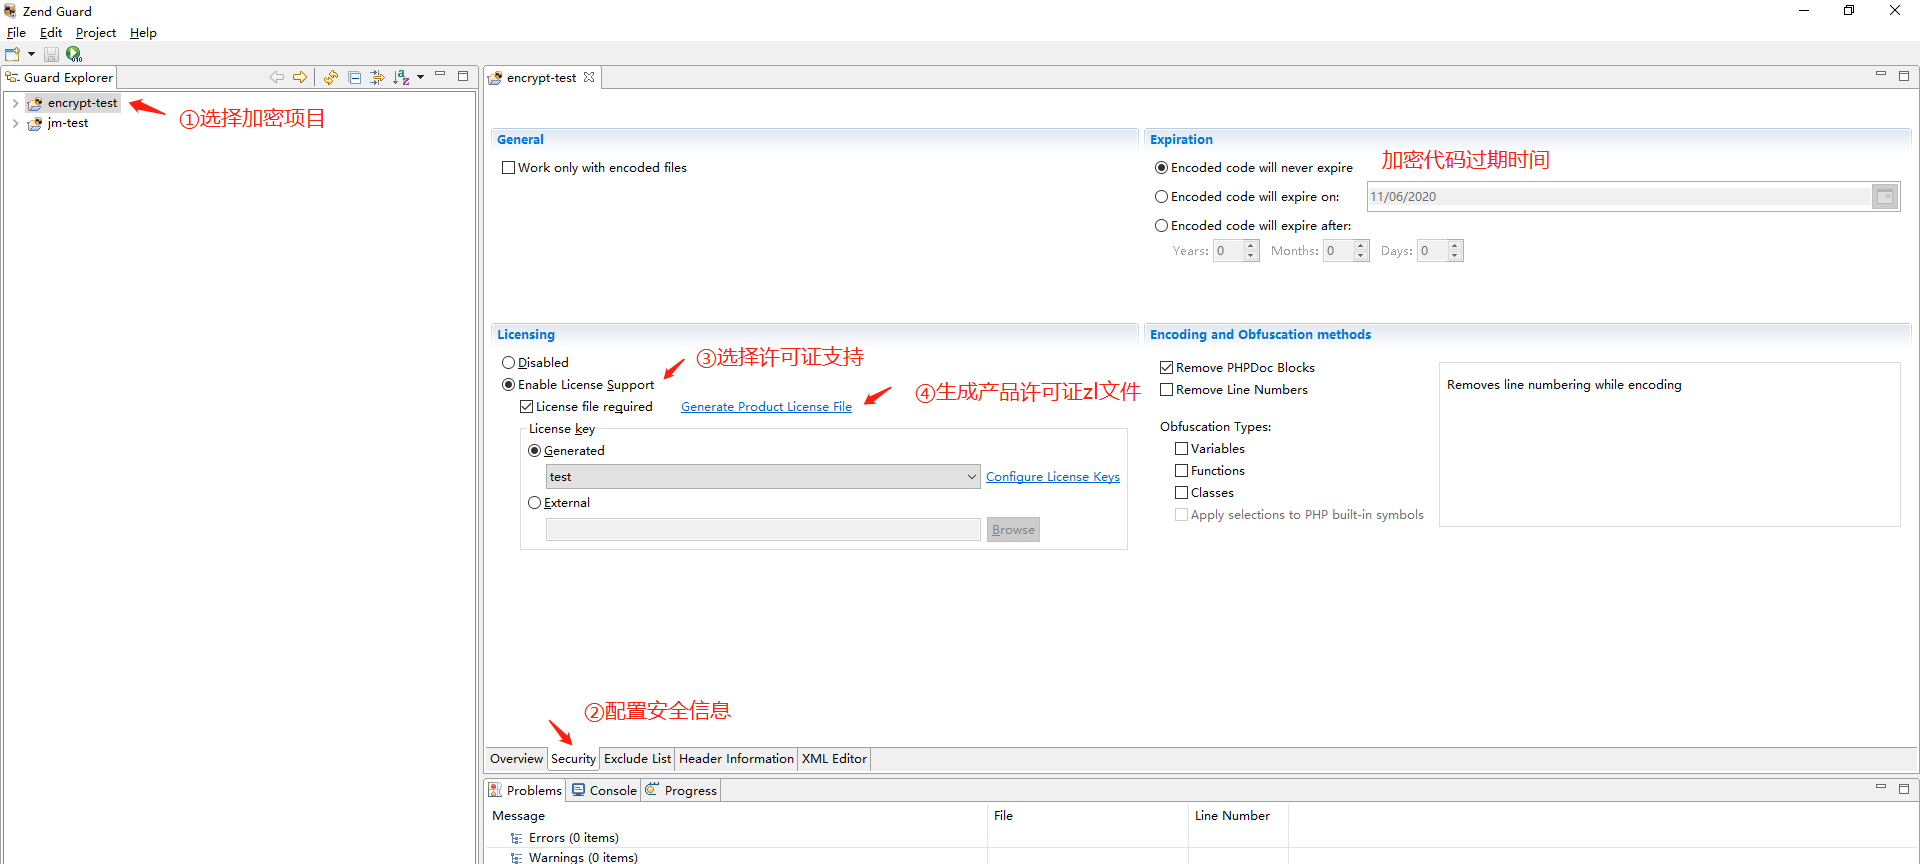 Zend Guard
File Edit Project Help
Guard Explorer
encrypt-test
①选择加密项目
jm-test
encrypt-test
General
Work only with encoded files
Expiration
Encoded code will never expire
加密代码过期时间
Encoded code will expire on:
11/06/2020
Encoded code will expire after:
Years: 0 Months: 0 Days: 0
Licensing
Disabled
③选择许可证支持
Enable License Support
License file required
Generate Product License File
④生成产品许可证zl文件
License key
Generated
test
Configure License Keys
External
Browse
Encoding and Obfuscation methods
Remove PHPDoc Blocks
Remove Line Numbers
Removes line numbering while encoding
Obfuscation Types:
Variables
Functions
Classes
Apply selections to PHP built-in symbols
②配置安全信息
Overview Security Exclude List Header Information XML Editor
Problems Console Progress
Message File Line Number
Errors (0 items)
Warnings (0 items)